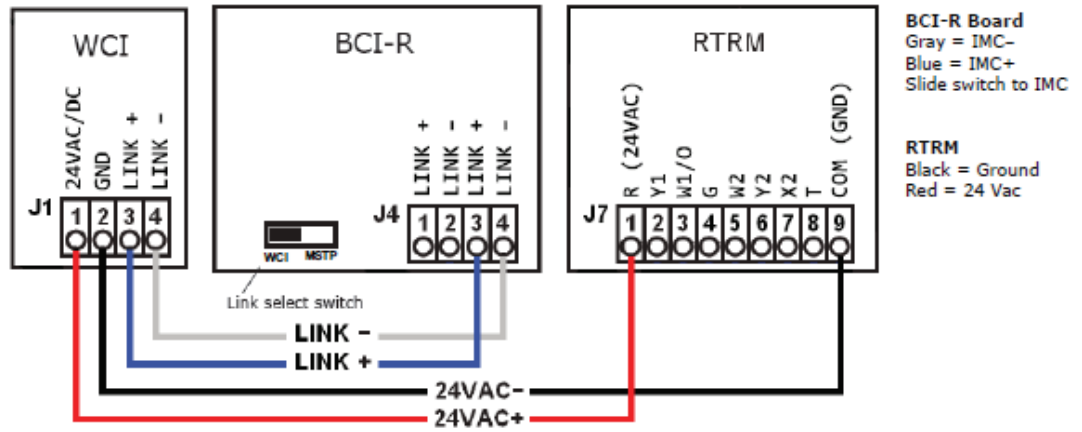 WCI
BCI-R
RTRM
BCI-R Board
Gray = IMC–
Blue = IMC+
Slide switch to IMC
RTRM
Black = Ground
Red = 24 Vac
24VAC/DC
GND
LINK +
LINK -
LINK +
LINK -
LINK +
LINK -
R (24VAC)
Y1
W1/O
G
W2
Y2
X2
T
COM (GND)
J1
1 2 3 4
J4
1 2 3 4
J7
1 2 3 4 5 6 7 8 9
WCI MSTP
Link select switch
LINK -
LINK +
24VAC-
24VAC+